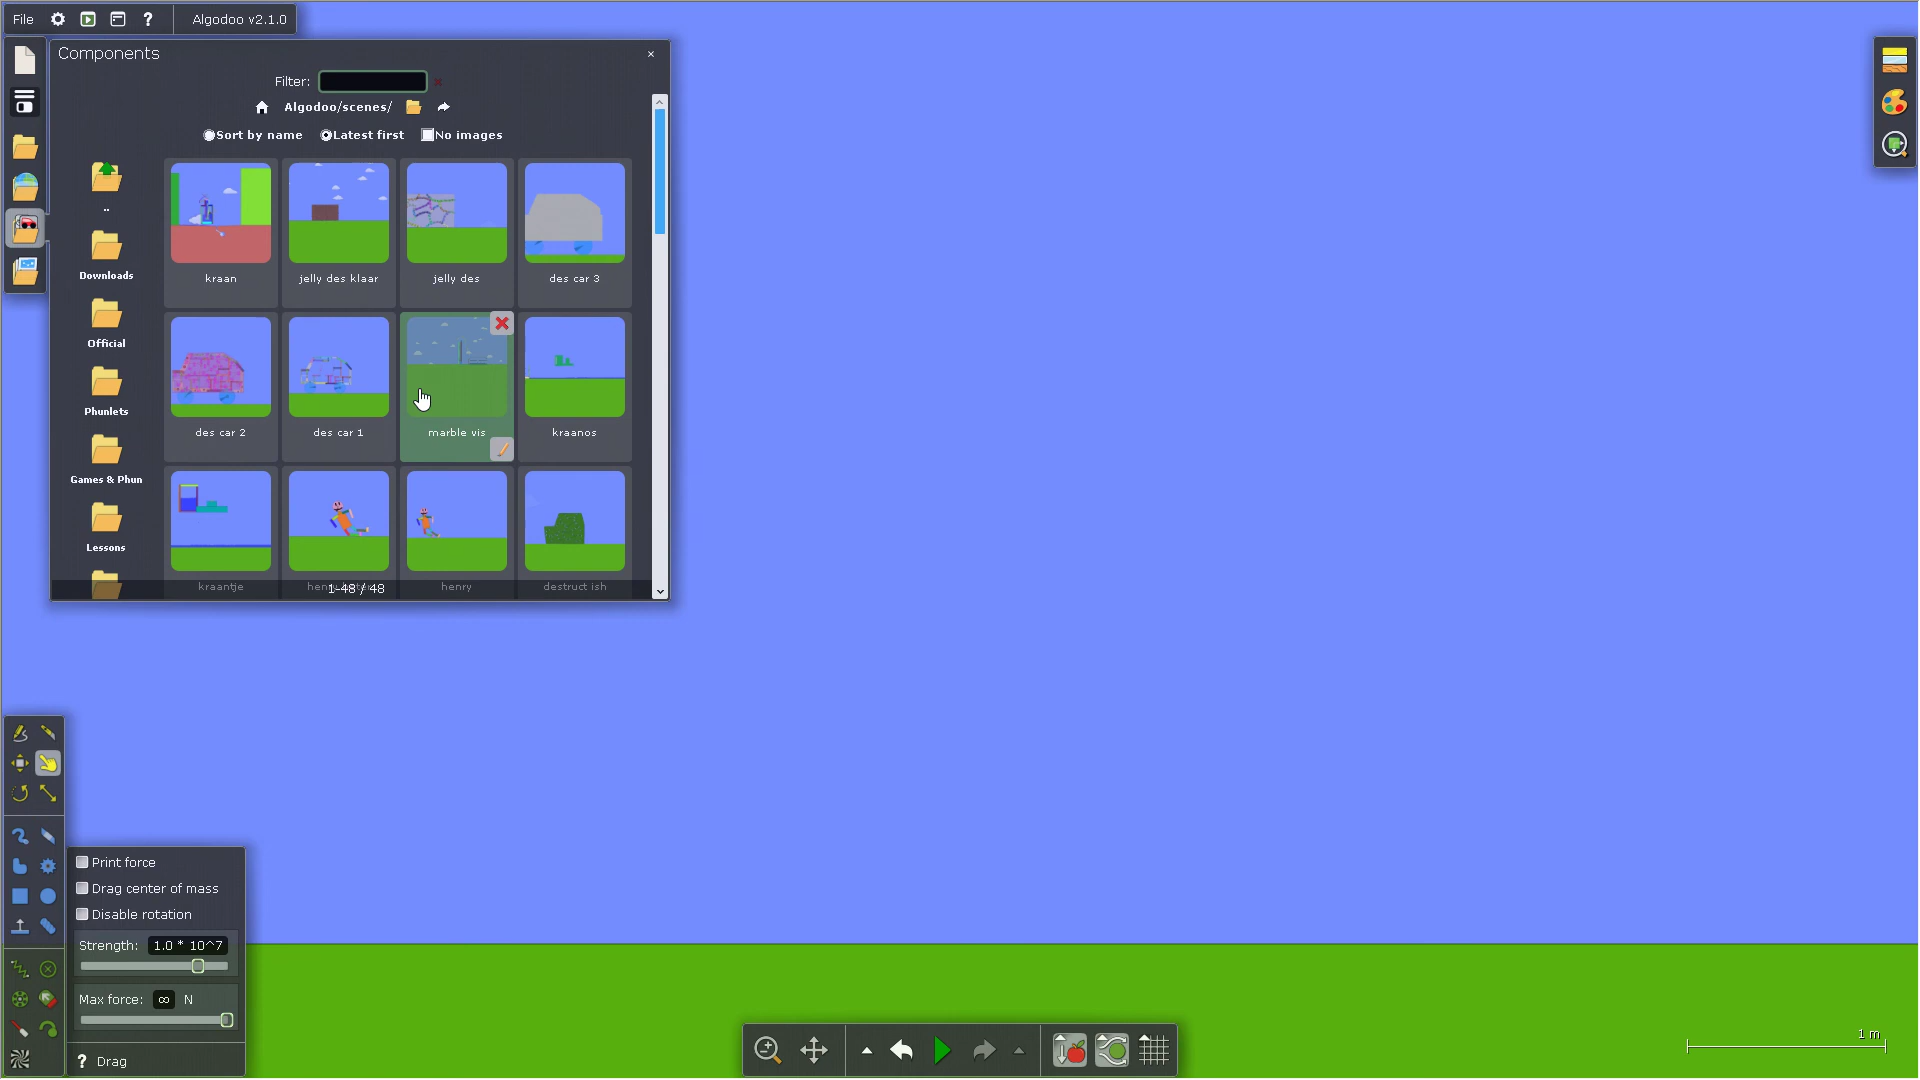 File ? Algodoo v2.1.0
Components ×
Filter:
Algodoo/scenes/
Sort by name Latest first No images
..
Downloads
Official
Phunlets
Games & Phun
Lessons
kraan jelly des klaar jelly des des car 3
des car 2 des car 1 marble vis kraanos
kraantje henry henry destruct ish
1-48 / 48
Print force
Drag center of mass
Disable rotation
Strength: 1.0 * 10^7
Max force: ∞ N
? Drag
1 m